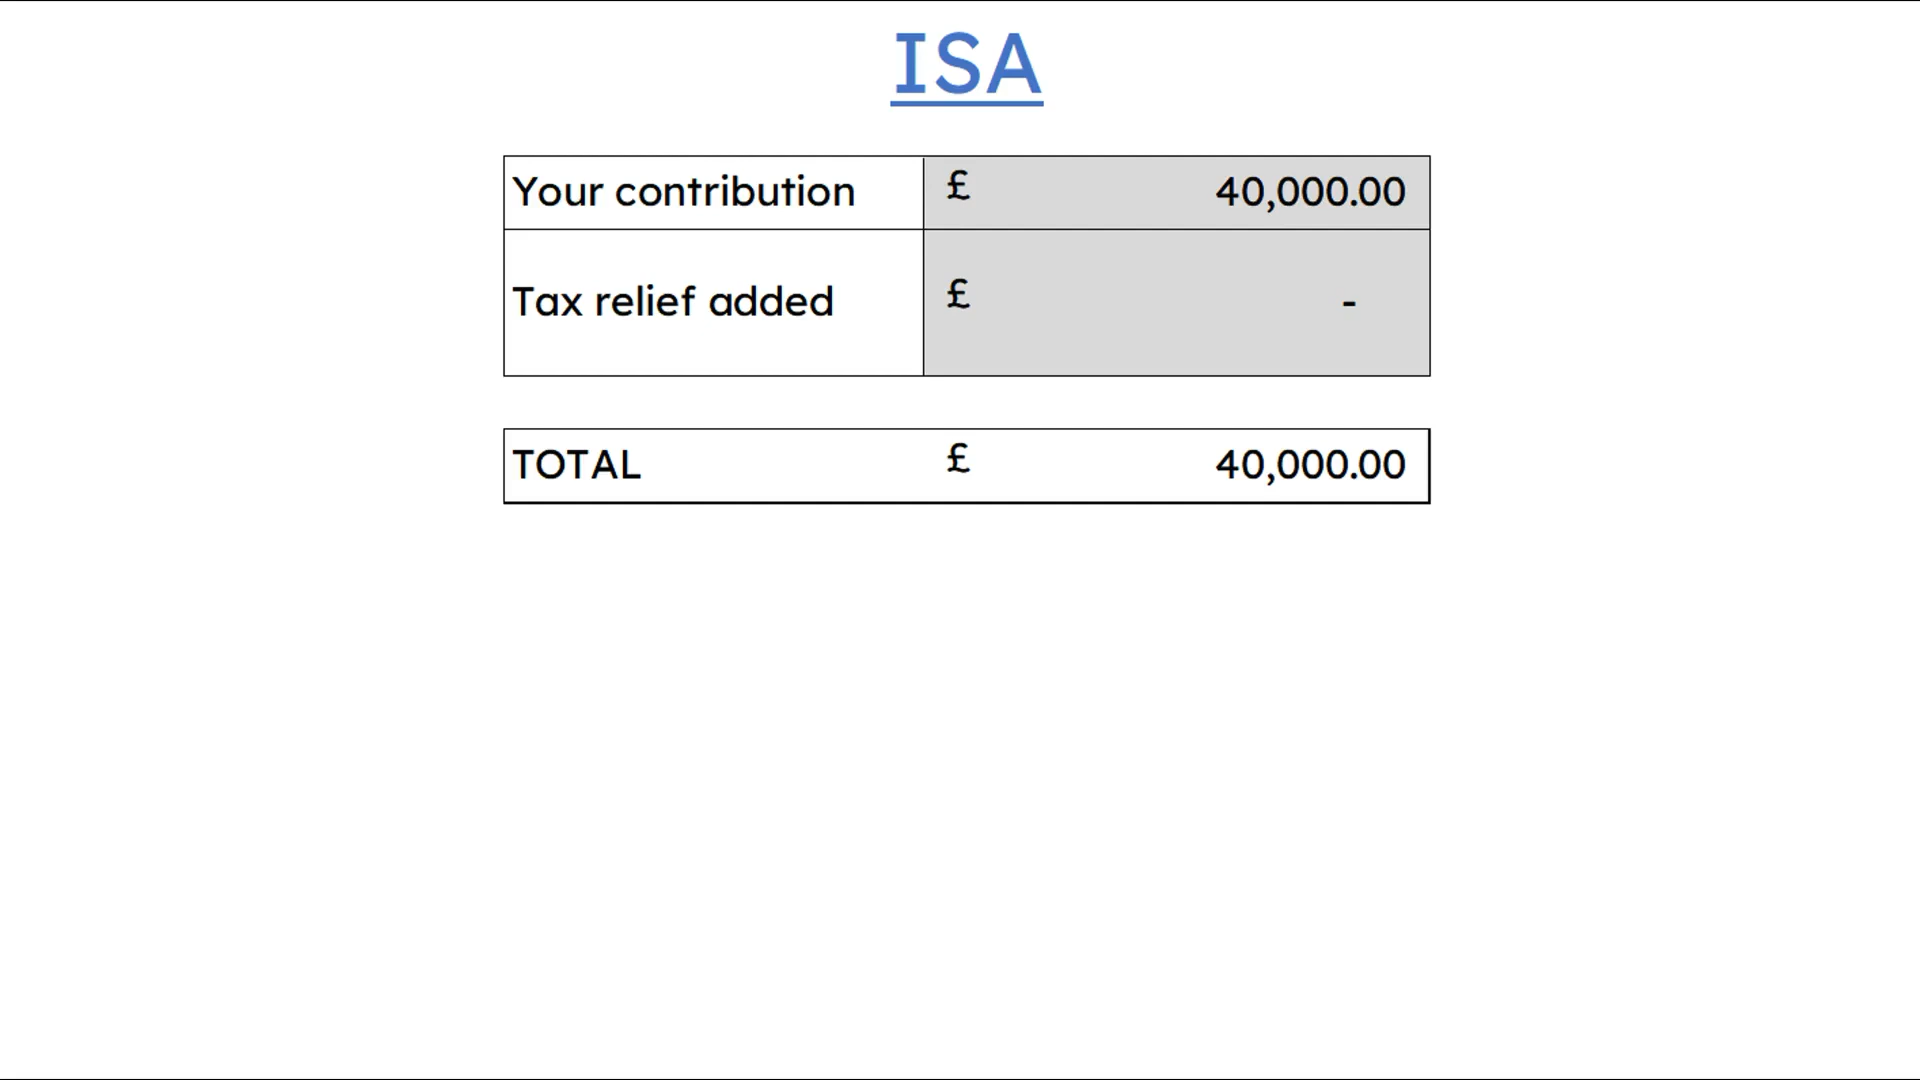 ISA
Your contribution £ 40,000.00
Tax relief added £ -
TOTAL £ 40,000.00